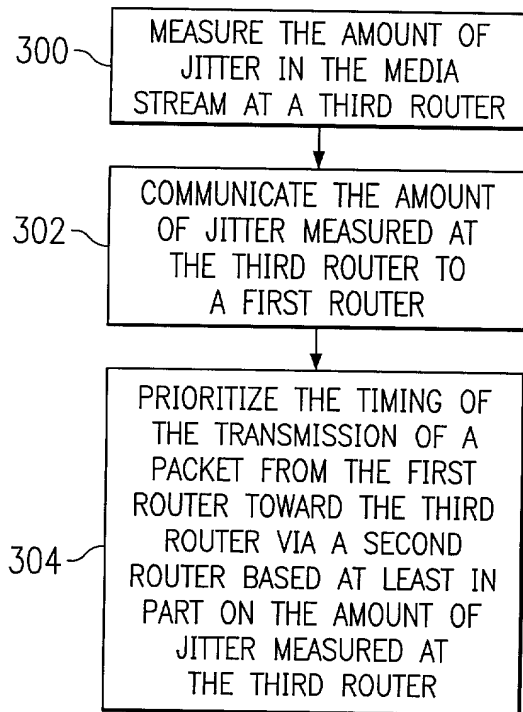 300
MEASURE THE AMOUNT OF
JITTER IN THE MEDIA
STREAM AT A THIRD ROUTER
302
COMMUNICATE THE AMOUNT
OF JITTER MEASURED AT
THE THIRD ROUTER TO
A FIRST ROUTER
304
PRIORITIZE THE TIMING OF
THE TRANSMISSION OF A
PACKET FROM THE FIRST
ROUTER TOWARD THE THIRD
ROUTER VIA A SECOND
ROUTER BASED AT LEAST IN
PART ON THE AMOUNT OF
JITTER MEASURED AT
THE THIRD ROUTER